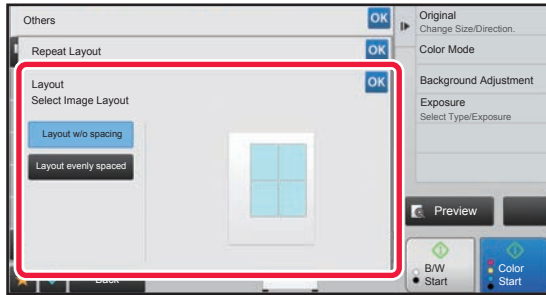 Others
OK
Repeat Layout
OK
Layout
OK
Select Image Layout
Layout w/o spacing
Layout evenly spaced
Back
Original
Change Size/Direction.
Color Mode
Background Adjustment
Exposure
Select Type/Exposure
Preview
B/W
Start
Color
Start